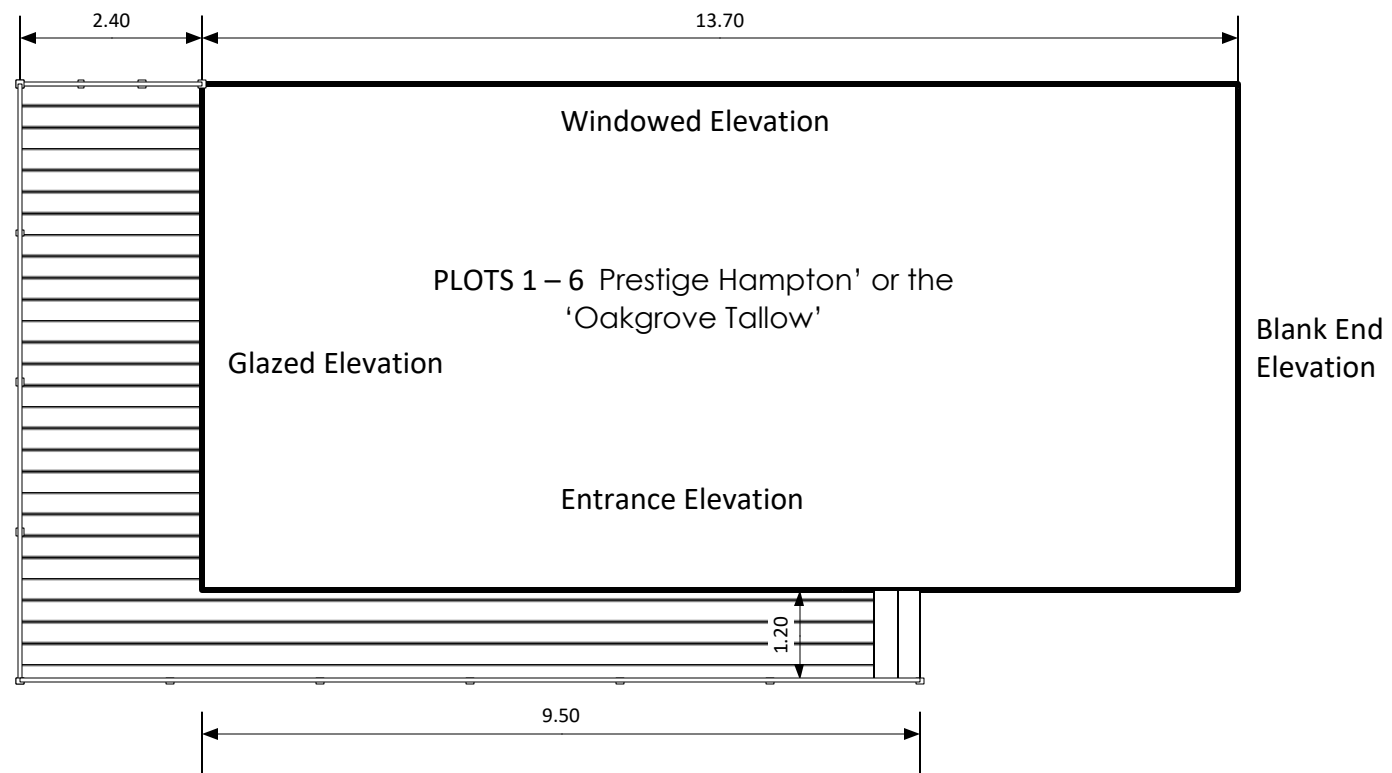 2.40
13.70
Windowed Elevation
PLOTS 1 – 6 Prestige Hampton’ or the
‘Oakgrove Tallow’
Glazed Elevation
Blank End
Elevation
Entrance Elevation
1.20
9.50